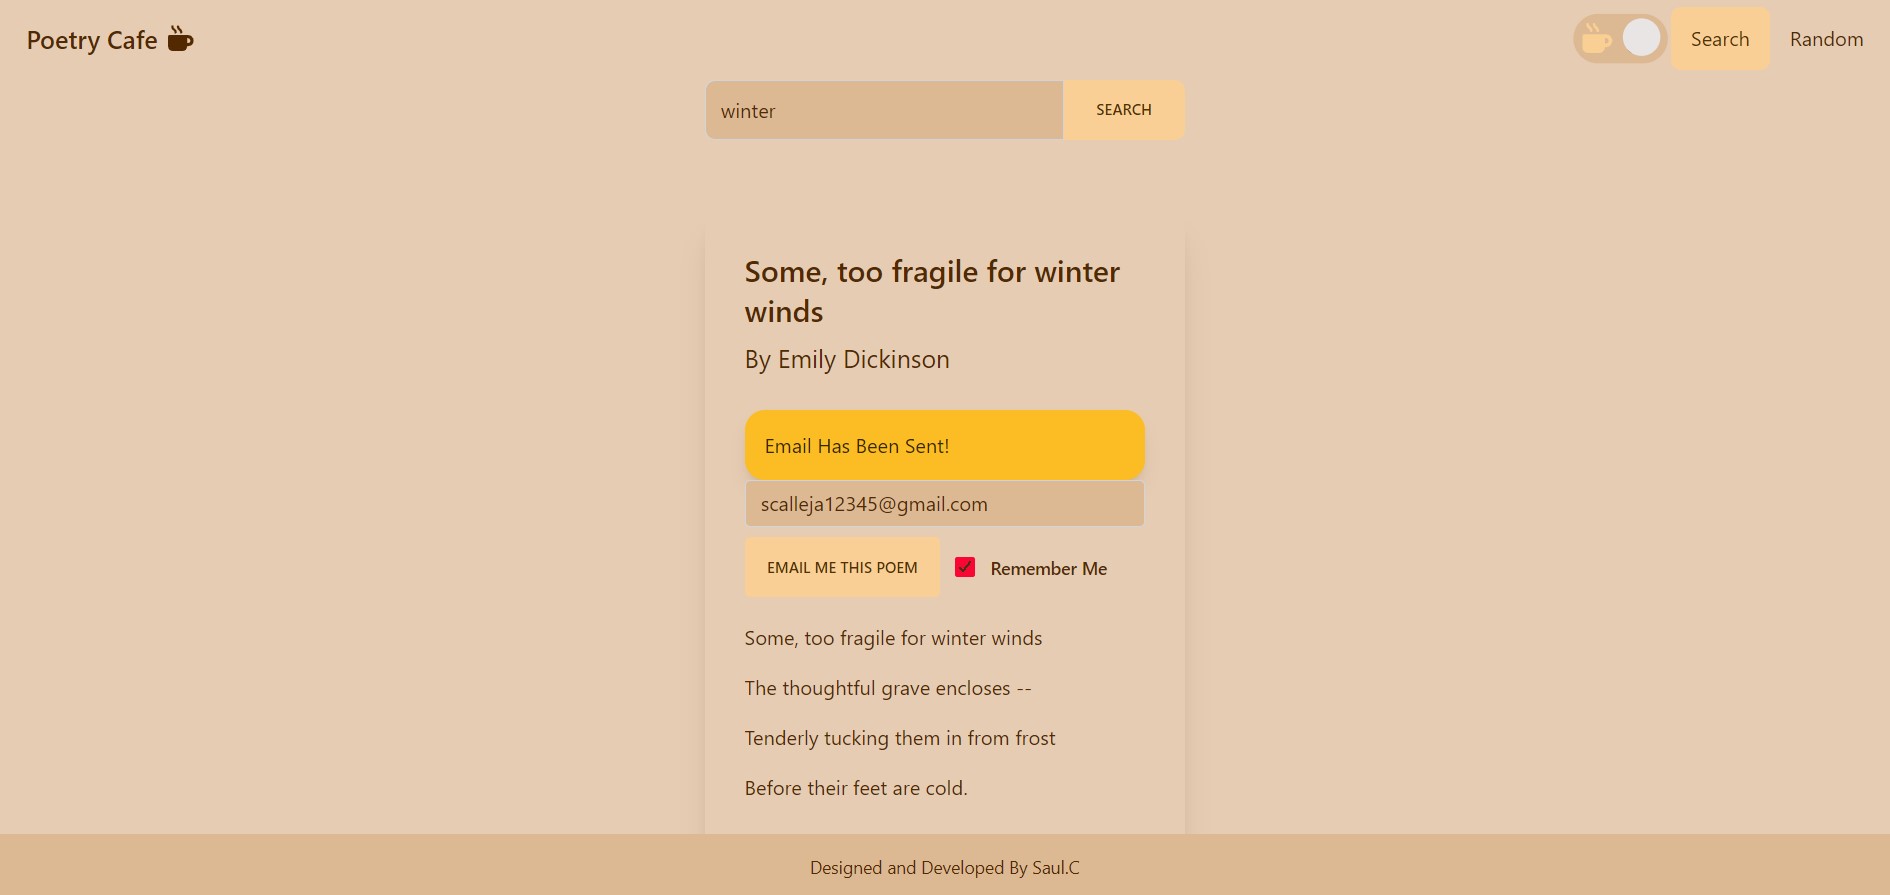 Poetry Cafe
Search
Random
winter
SEARCH
Some, too fragile for winter
winds
By Emily Dickinson
Email Has Been Sent!
scalleja12345@gmail.com
EMAIL ME THIS POEM
Remember Me
Some, too fragile for winter winds
The thoughtful grave encloses --
Tenderly tucking them in from frost
Before their feet are cold.
Designed and Developed By Saul.C